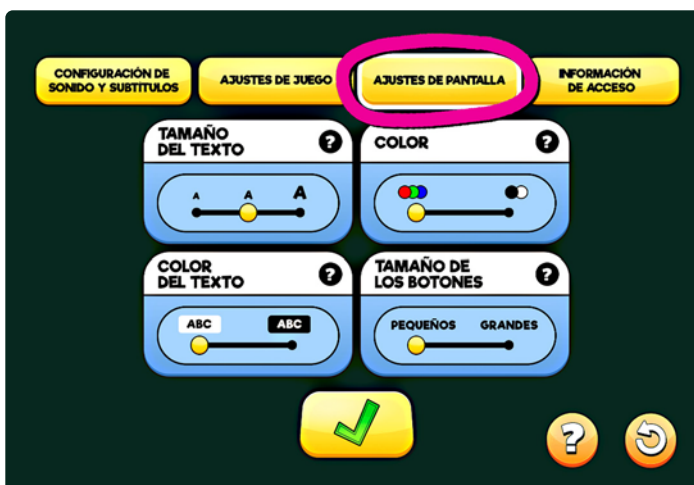 CONFIGURACIÓN DE
SONIDO Y SUBTÍTULOS
AJUSTES DE JUEGO
AJUSTES DE PANTALLA
INFORMACIÓN
DE ACCESO
TAMAÑO
DEL TEXTO
?
A A A
COLOR
?
COLOR
DEL TEXTO
?
ABC ABC
TAMAÑO DE
LOS BOTONES
?
PEQUEÑOS GRANDES
?